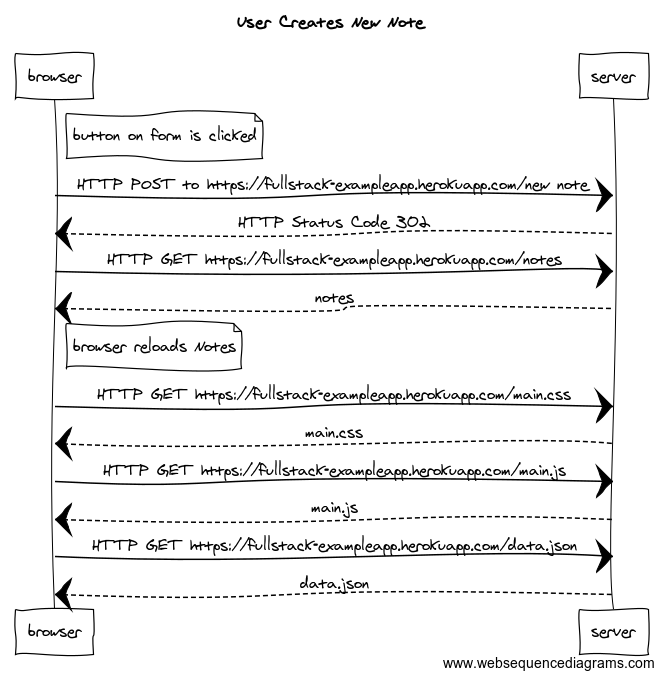 User Creates New Note
browser
server
button on form is clicked
HTTP POST to https://fullstack-exampleapp.herokuapp.com/new note
HTTP Status Code 302
HTTP GET https://fullstack-exampleapp.herokuapp.com/notes
notes
browser reloads Notes
HTTP GET https://fullstack-exampleapp.herokuapp.com/main.css
main.css
HTTP GET https://fullstack-exampleapp.herokuapp.com/main.js
main.js
HTTP GET https://fullstack-exampleapp.herokuapp.com/data.json
data.json
browser
server
www.websequencediagrams.com